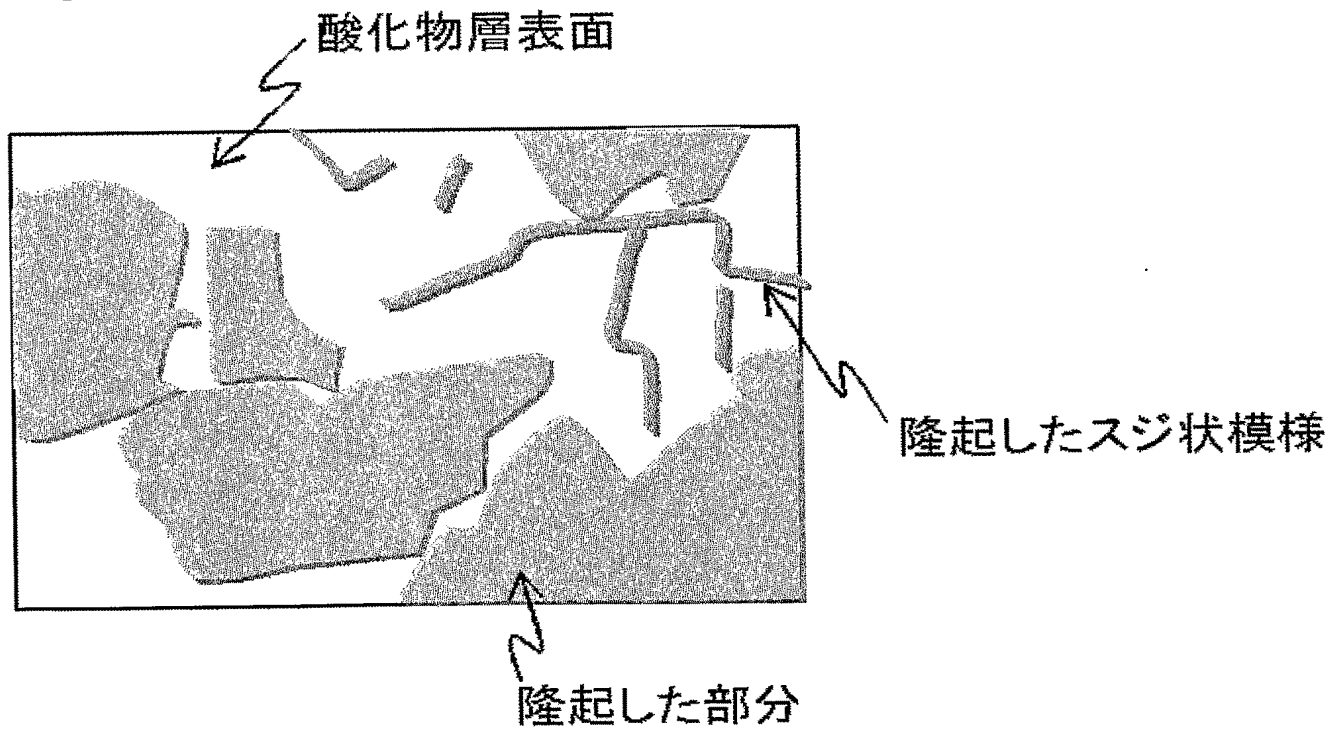 酸化物層表面
隆起したスジ状模様
隆起した部分